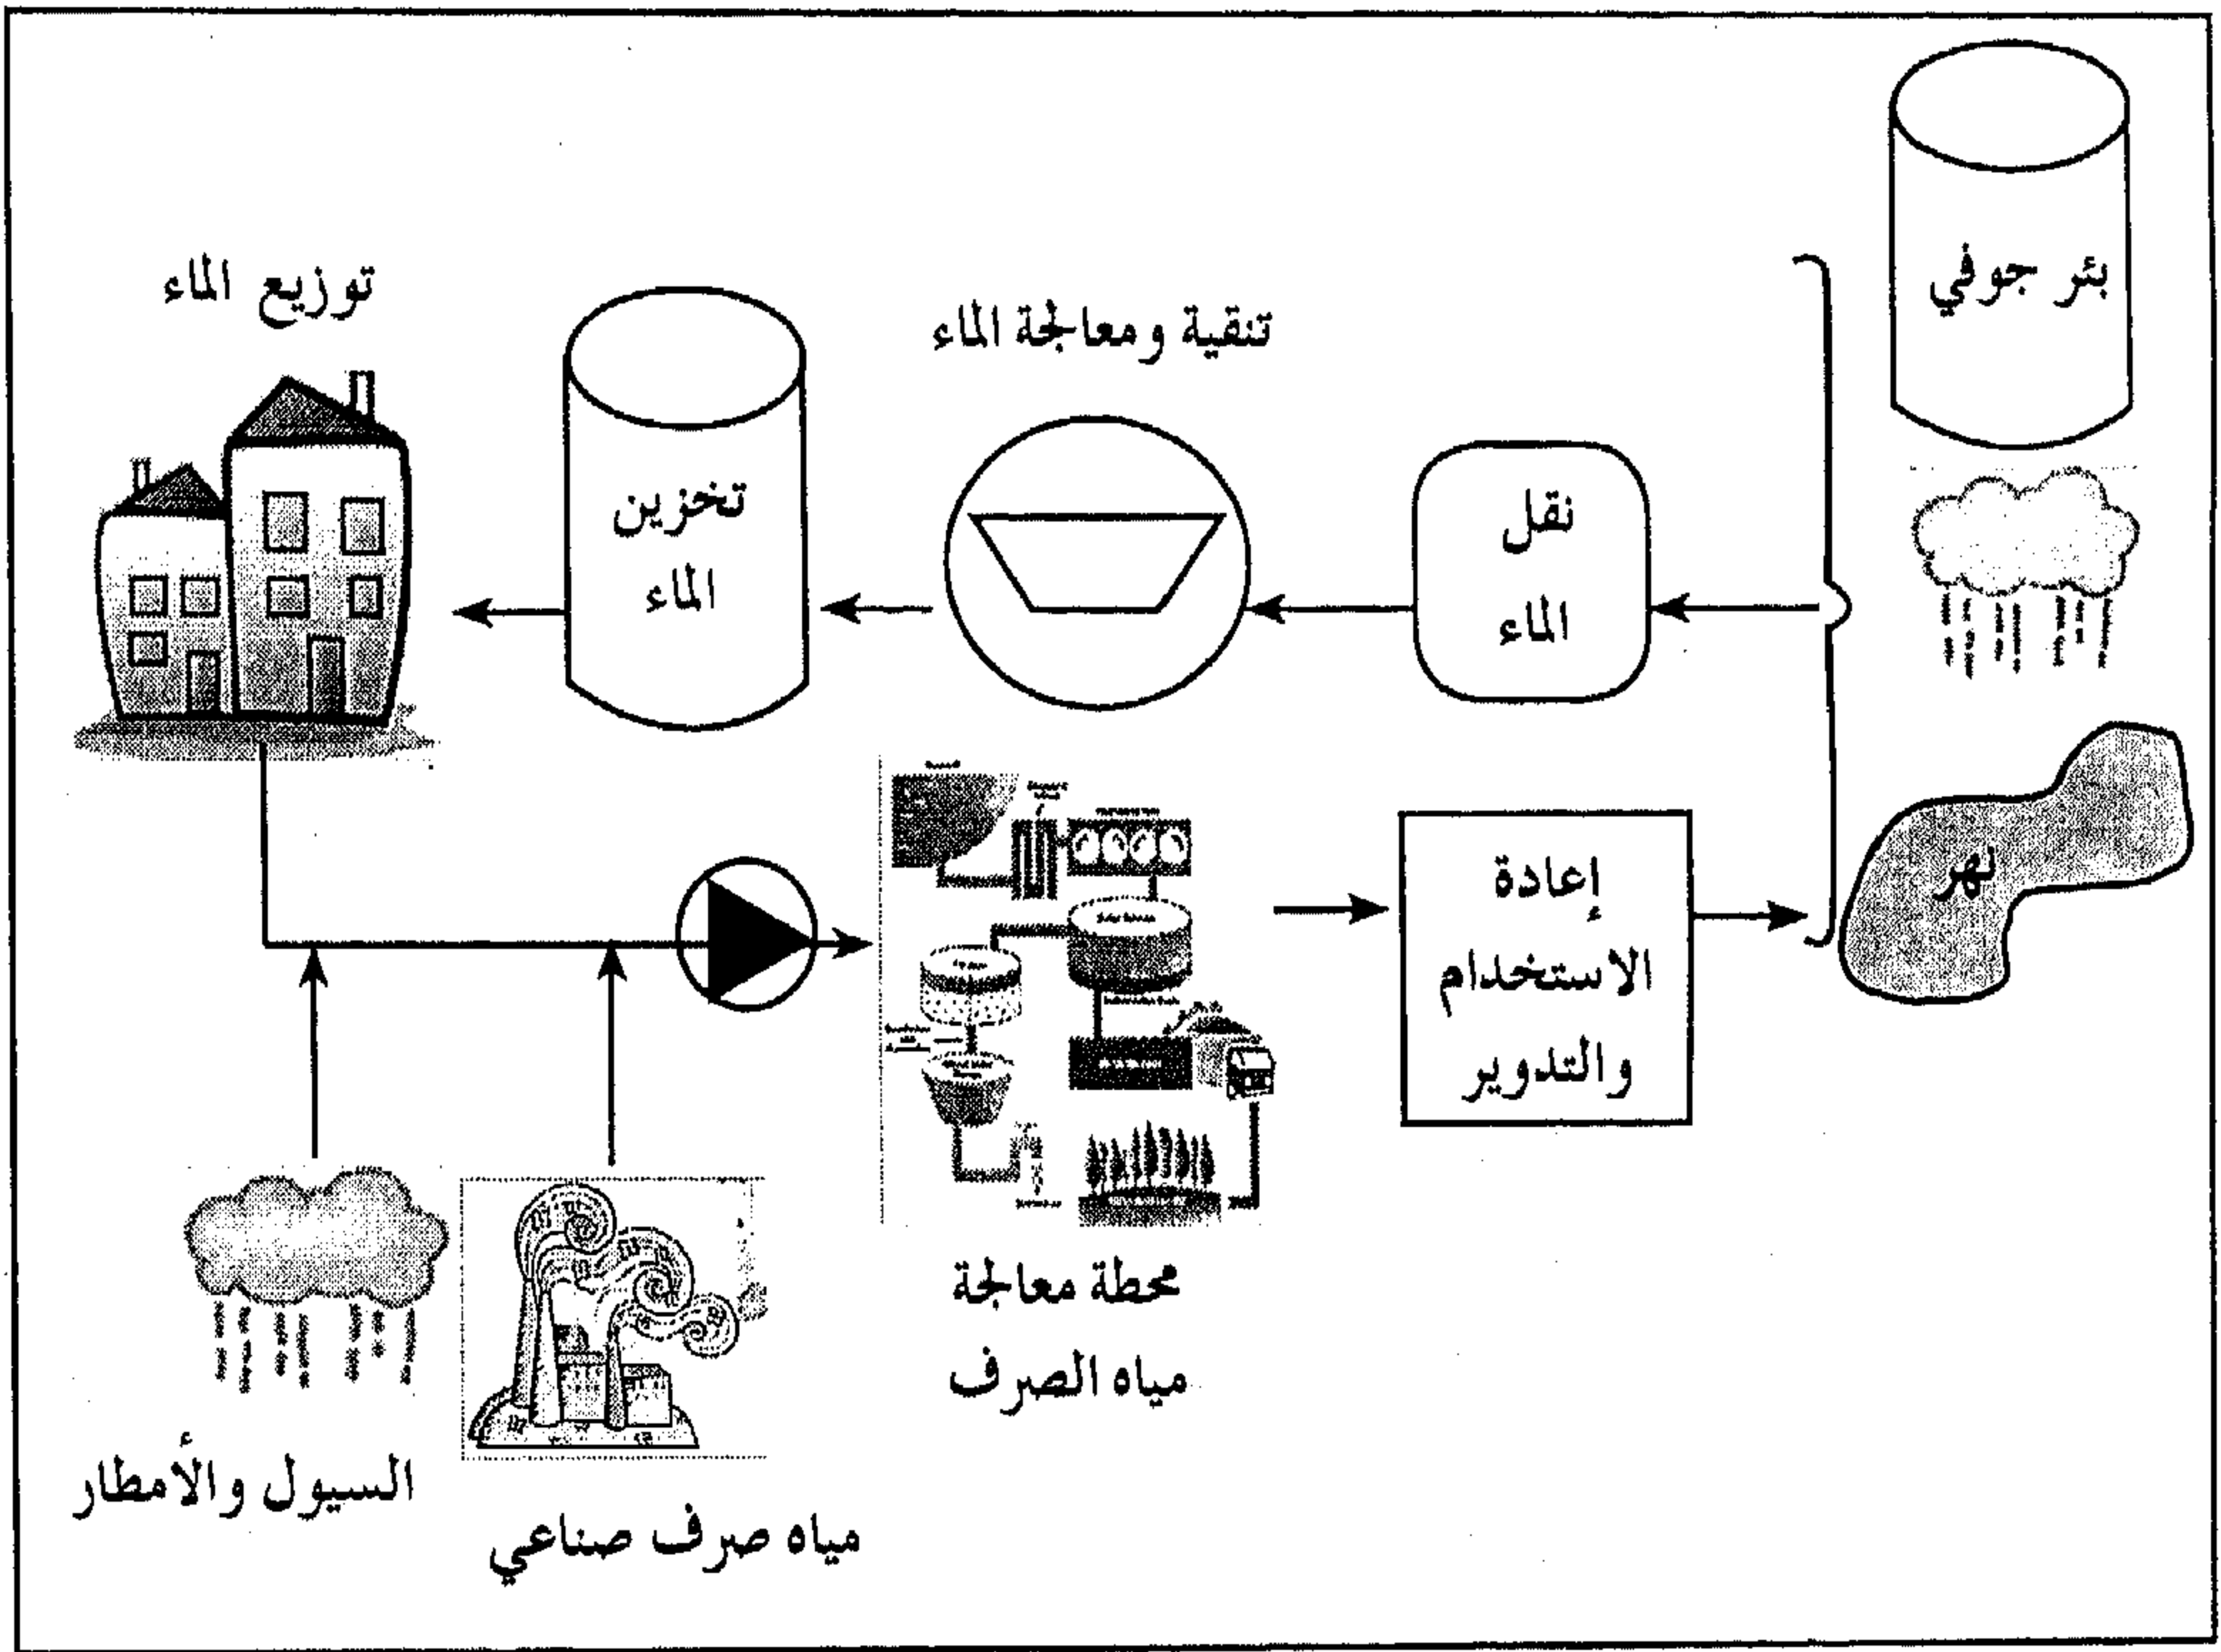 بئر جوفي
توزيع الماء
تنقية ومعالجة الماء
تخزين
الماء
نقل
الماء
نهر
إعادة
الاستخدام
والتدوير
محطة معالجة
مياه الصرف
السيول والأمطار
مياه صرف صناعي